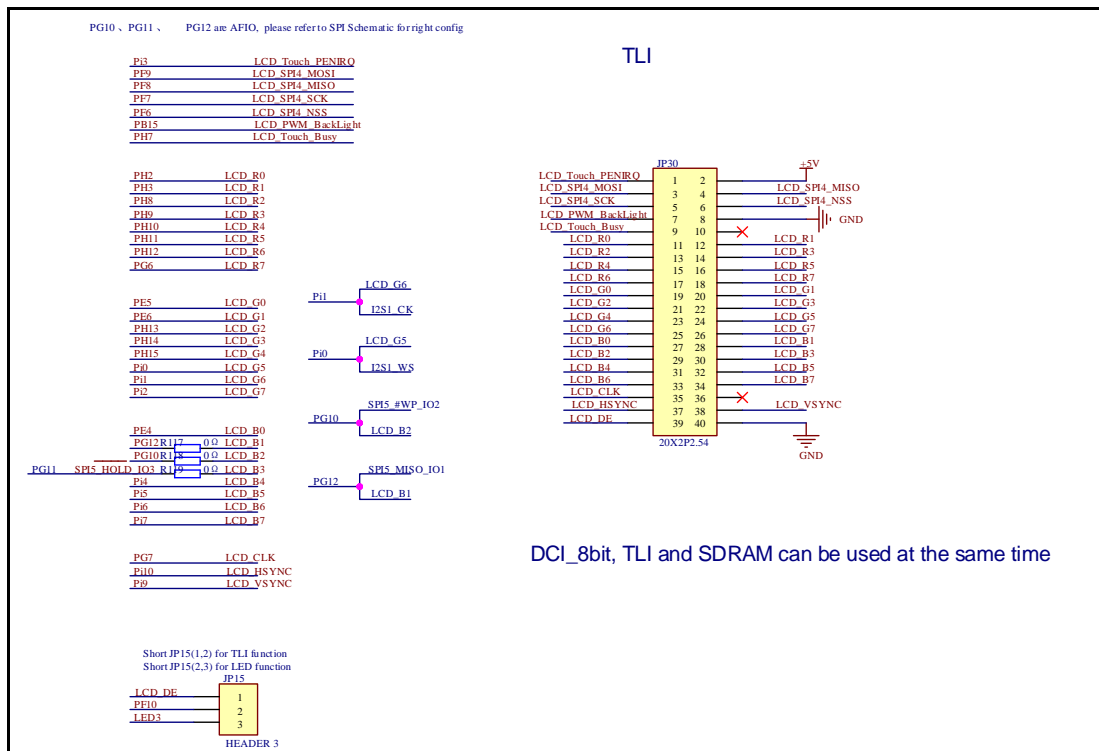 PG10 、 PG11 、 PG12 are AFIO, please refer to SPI Schematic for right config
TLI
Pi3 LCD_Touch_PENIRQ
PF9 LCD_SPI4_MOSI
PF8 LCD_SPI4_MISO
PF7 LCD_SPI4_SCK
PF6 LCD_SPI4_NSS
PB15 LCD_PWM_BackLight
PH7 LCD_Touch_Busy
PH2 LCD_R0
PH3 LCD_R1
PH8 LCD_R2
PH9 LCD_R3
PH10 LCD_R4
PH11 LCD_R5
PH12 LCD_R6
PG6 LCD_R7
PE5 LCD_G0
PE6 LCD_G1
PH13 LCD_G2
PH14 LCD_G3
PH15 LCD_G4
Pi0 LCD_G5
Pi1 LCD_G6
Pi2 LCD_G7
PE4 LCD_B0
PG12 R117 0Ω LCD_B1
PG10 R118 0Ω LCD_B2
PG11 SPI5_HOLD_IO3 R119 0Ω LCD_B3
Pi4 LCD_B4
Pi5 LCD_B5
Pi6 LCD_B6
Pi7 LCD_B7
PG7 LCD_CLK
Pi10 LCD_HSYNC
Pi9 LCD_VSYNC
LCD_G6
Pi1
I2S1_CK
LCD_G5
Pi0
I2S1_WS
SPI5_#WP_IO2
PG10
LCD_B2
SPI5_MISO_IO1
PG12
LCD_B1
JP30 +5V
LCD_Touch_PENIRQ 1 2
LCD_SPI4_MOSI 3 4 LCD_SPI4_MISO
LCD_SPI4_SCK 5 6 LCD_SPI4_NSS
LCD_PWM_BackLight 7 8 GND
LCD_Touch_Busy 9 10
LCD_R0 11 12 LCD_R1
LCD_R2 13 14 LCD_R3
LCD_R4 15 16 LCD_R5
LCD_R6 17 18 LCD_R7
LCD_G0 19 20 LCD_G1
LCD_G2 21 22 LCD_G3
LCD_G4 23 24 LCD_G5
LCD_G6 25 26 LCD_G7
LCD_B0 27 28 LCD_B1
LCD_B2 29 30 LCD_B3
LCD_B4 31 32 LCD_B5
LCD_B6 33 34 LCD_B7
LCD_CLK 35 36
LCD_HSYNC 37 38 LCD_VSYNC
LCD_DE 39 40
20X2P2.54
GND
DCI_8bit, TLI and SDRAM can be used at the same time
Short JP15(1,2) for TLI function
Short JP15(2,3) for LED function
JP15
LCD_DE 1
PF10 2
LED3 3
HEADER 3